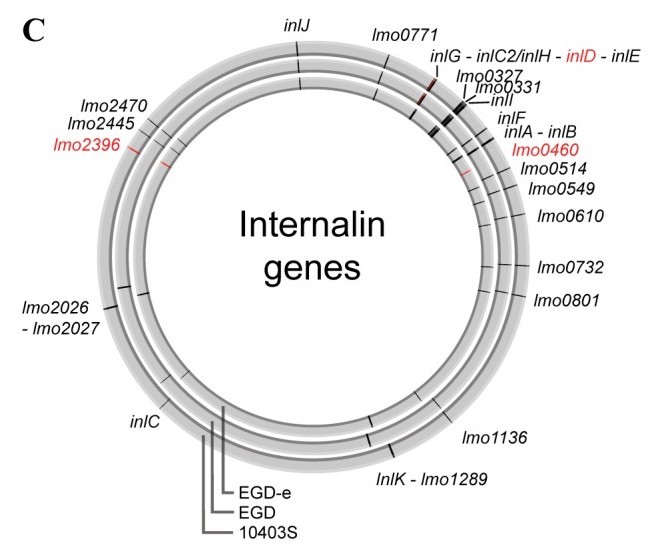 C
inlJ
lmo0771
inlG - inlC2/inlH - inlD - inlE
lmo0327
lmo0331
inlI
inlF
inlA - inlB
lmo0460
lmo0514
lmo0549
lmo0610
lmo0732
lmo0801
lmo1136
InlK - lmo1289
inlC
lmo2026
- lmo2027
lmo2396
lmo2445
lmo2470
Internalin
genes
EGD-e
EGD
10403S